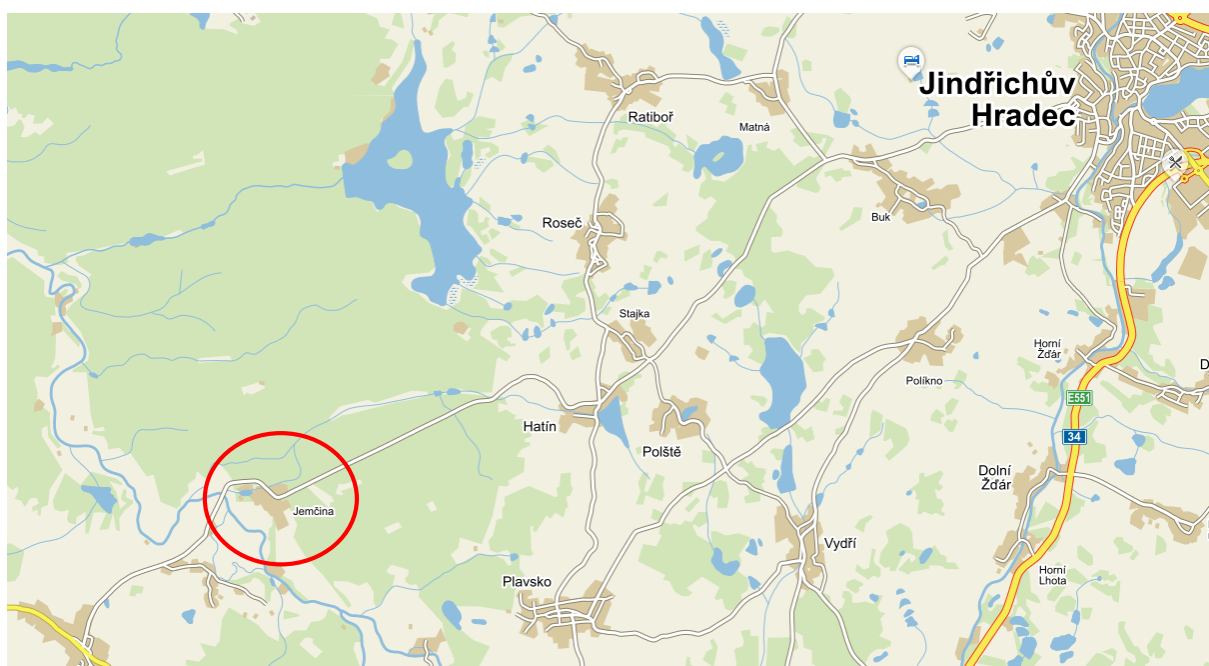 Jindřichův
Hradec
Ratiboř
Matná
Buk
Roseč
Stajka
Horní
Žďár
Políkno
D
E551
34
Hatín
Polště
Dolní
Žďár
Jemčina
Vydří
Plavsko
Horní
Lhota